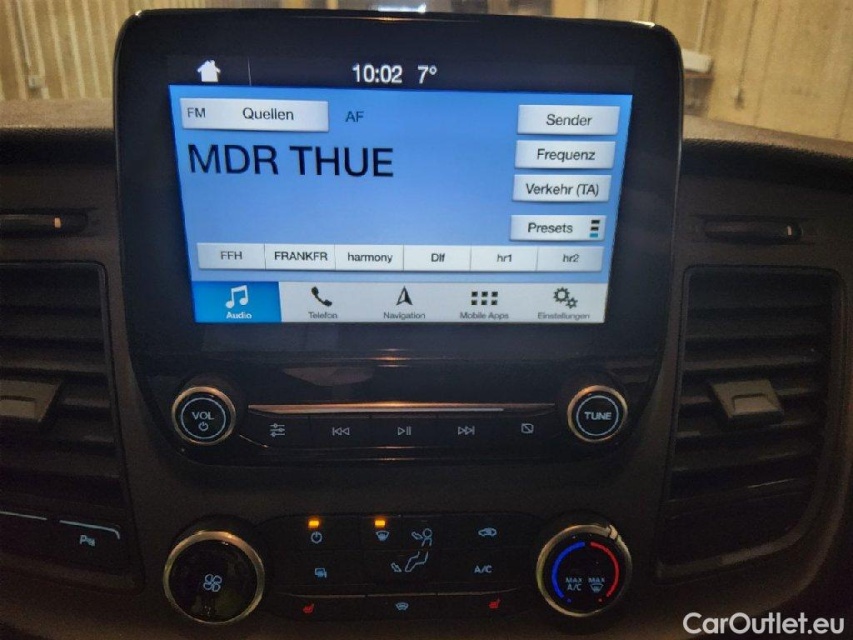 10:02 7°
FM Quellen AF
Sender
MDR THUE
Frequenz
Verkehr (TA)
Presets
FFH FRANKFR harmony Dlf hr1 hr2
Audio Telefon Navigation Mobile Apps Einstellungen
VOL
TUNE
A/C
MAX A/C MAX
CarOutlet.eu